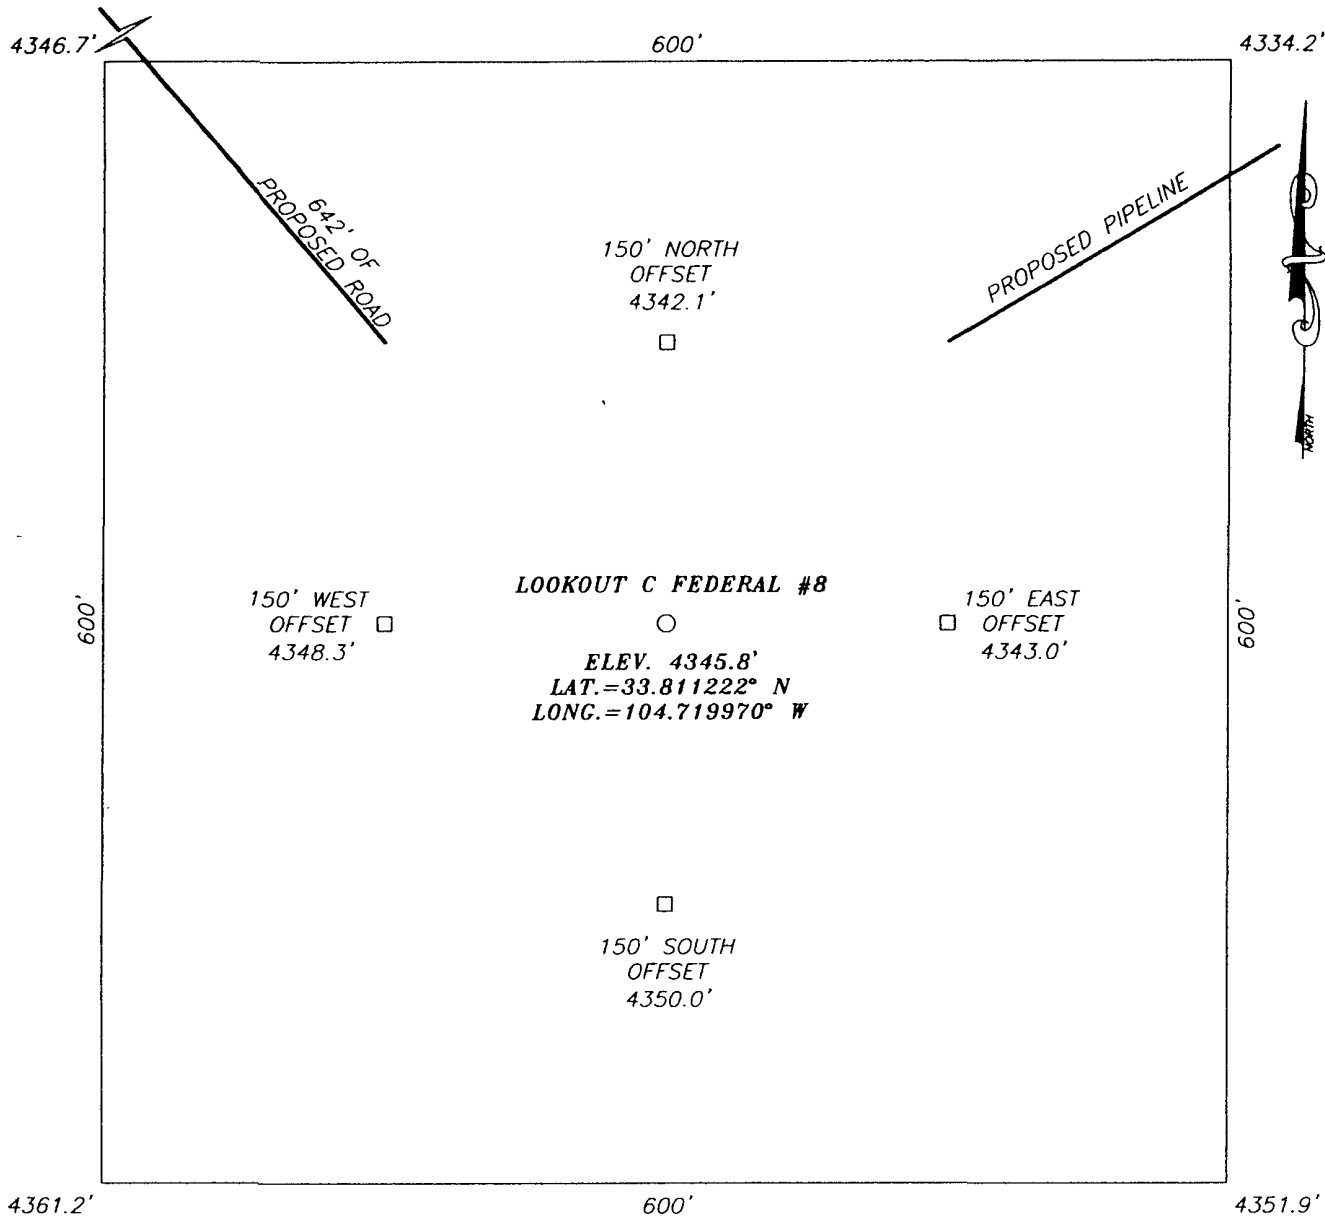 4346.7'
600'
4334.2'
642' OF
PROPOSED ROAD
PROPOSED PIPELINE
150' NORTH
OFFSET
4342.1'
NORTH
600'
150' WEST
OFFSET
4348.3'
LOOKOUT C FEDERAL #8
ELEV. 4345.8'
LAT.=33.811222° N
LONG.=104.719970° W
150' EAST
OFFSET
4343.0'
600'
150' SOUTH
OFFSET
4350.0'
4361.2'
600'
4351.9'